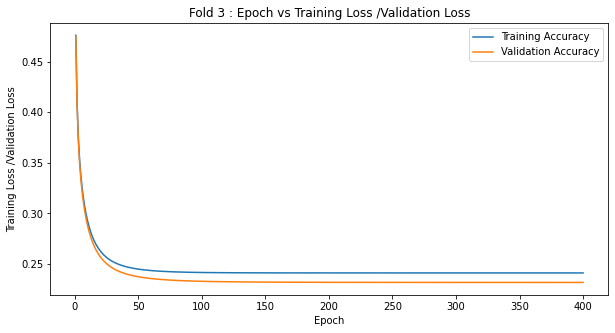 Fold 3 : Epoch vs Training Loss /Validation Loss
Training Accuracy
Validation Accuracy
Training Loss /Validation Loss
0.45
0.40
0.35
0.30
0.25
0 50 100 150 200 250 300 350 400
Epoch